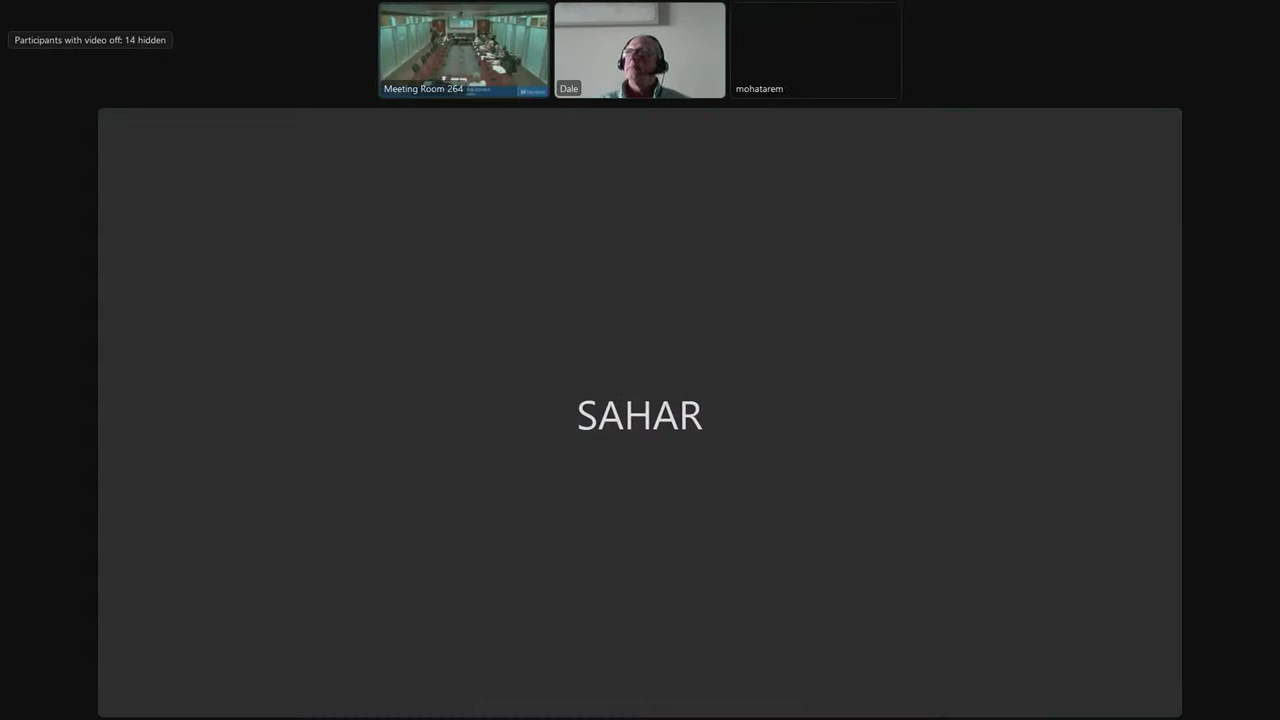 Participants with video off: 14 hidden
Meeting Room 264
Dale
mohatarem
SAHAR